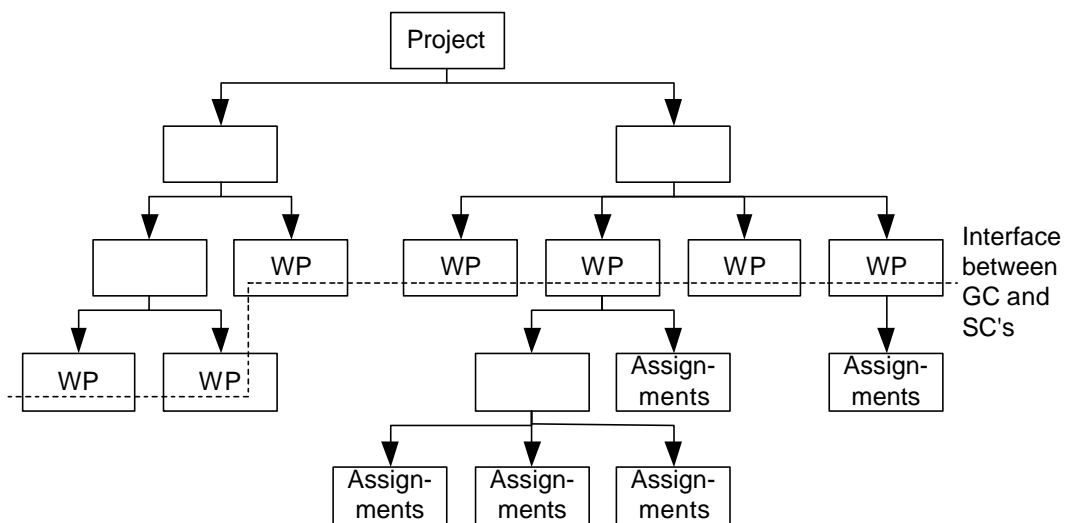 Project
WP
WP
WP
WP
WP
Interface
between
GC and
SC's
WP
WP
Assign-
ments
Assign-
ments
Assign-
ments
Assign-
ments
Assign-
ments